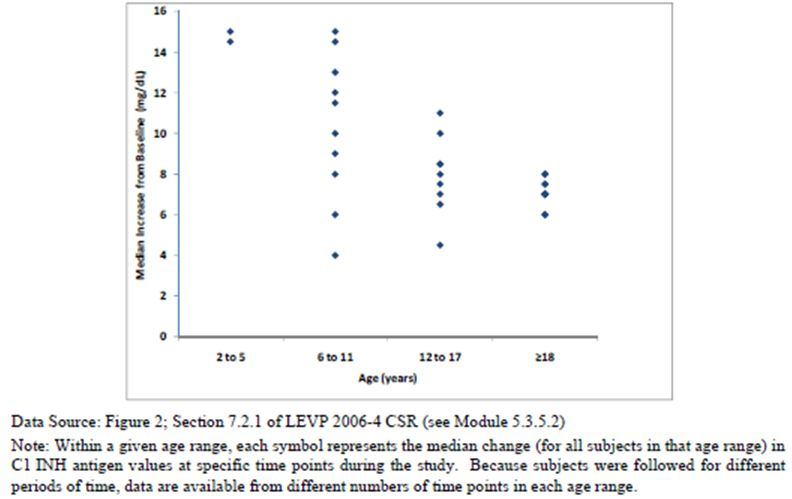 16
14
12
10
8
6
4
2
0
Median Increase from Baseline (mg/dL)
2 to 5 6 to 11 12 to 17 ≥18
Age (years)
Data Source: Figure 2; Section 7.2.1 of LEVP 2006-4 CSR (see Module 5.3.5.2)
Note: Within a given age range, each symbol represents the median change (for all subjects in that age range) in
C1 INH antigen values at specific time points during the study. Because subjects were followed for different
periods of time, data are available from different numbers of time points in each age range.